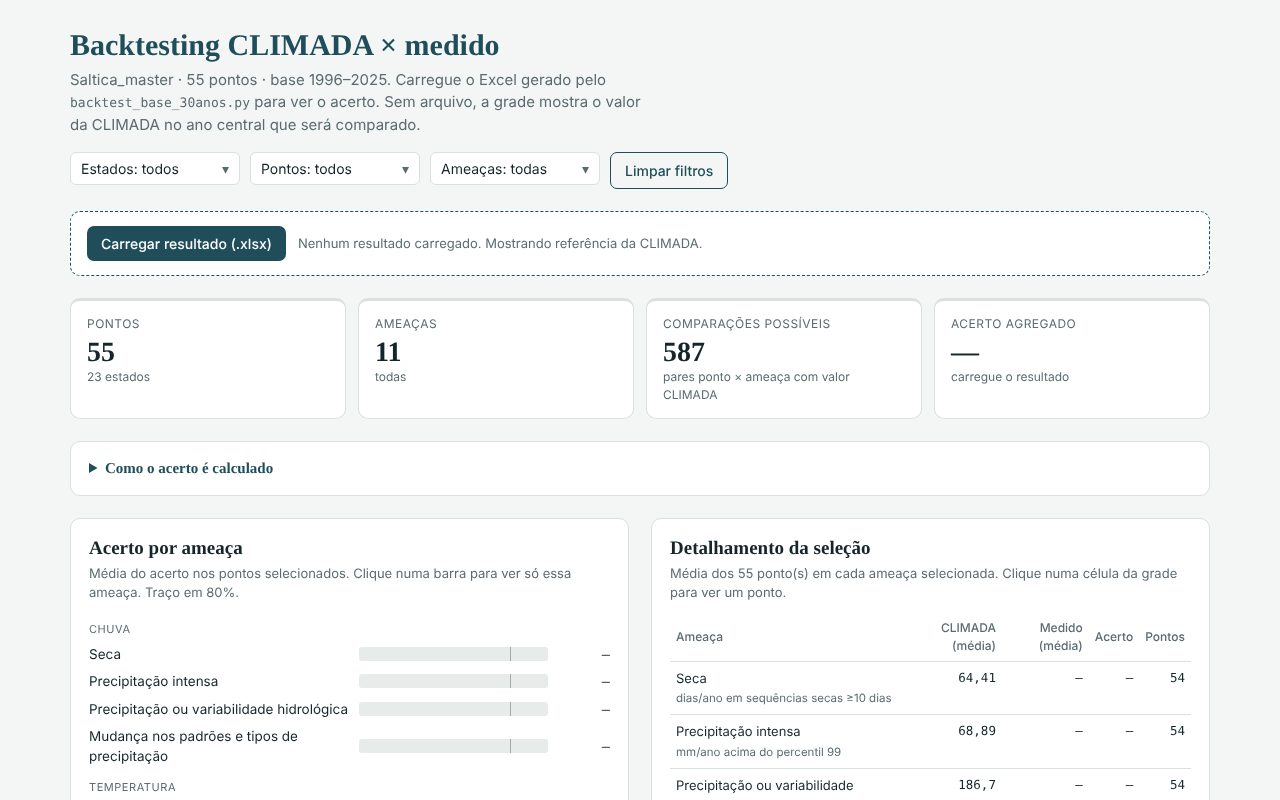 Backtesting CLIMADA × medido
Saltica_master · 55 pontos · base 1996–2025. Carregue o Excel gerado pelo
backtest_base_30anos.py para ver o acerto. Sem arquivo, a grade mostra o valor
da CLIMADA no ano central que será comparado.
Estados: todos ▾ Pontos: todos ▾ Ameaças: todas ▾ Limpar filtros
Carregar resultado (.xlsx) Nenhum resultado carregado. Mostrando referência da CLIMADA.
PONTOS
55
23 estados
AMEAÇAS
11
todas
COMPARAÇÕES POSSÍVEIS
587
pares ponto × ameaça com valor
CLIMADA
ACERTO AGREGADO
—
carregue o resultado
▶ Como o acerto é calculado
Acerto por ameaça
Média do acerto nos pontos selecionados. Clique numa barra para ver só essa
ameaça. Traço em 80%.
CHUVA
Seca –
Precipitação intensa –
Precipitação ou variabilidade hidrológica –
Mudança nos padrões e tipos de
precipitação –
TEMPERATURA
Detalhamento da seleção
Média dos 55 ponto(s) em cada ameaça selecionada. Clique numa célula da grade
para ver um ponto.
Ameaça CLIMADA (média) Medido (média) Acerto Pontos
Seca 64,41 – – 54
dias/ano em sequências secas ≥10 dias
Precipitação intensa 68,89 – – 54
mm/ano acima do percentil 99
Precipitação ou variabilidade 186,7 – – 54